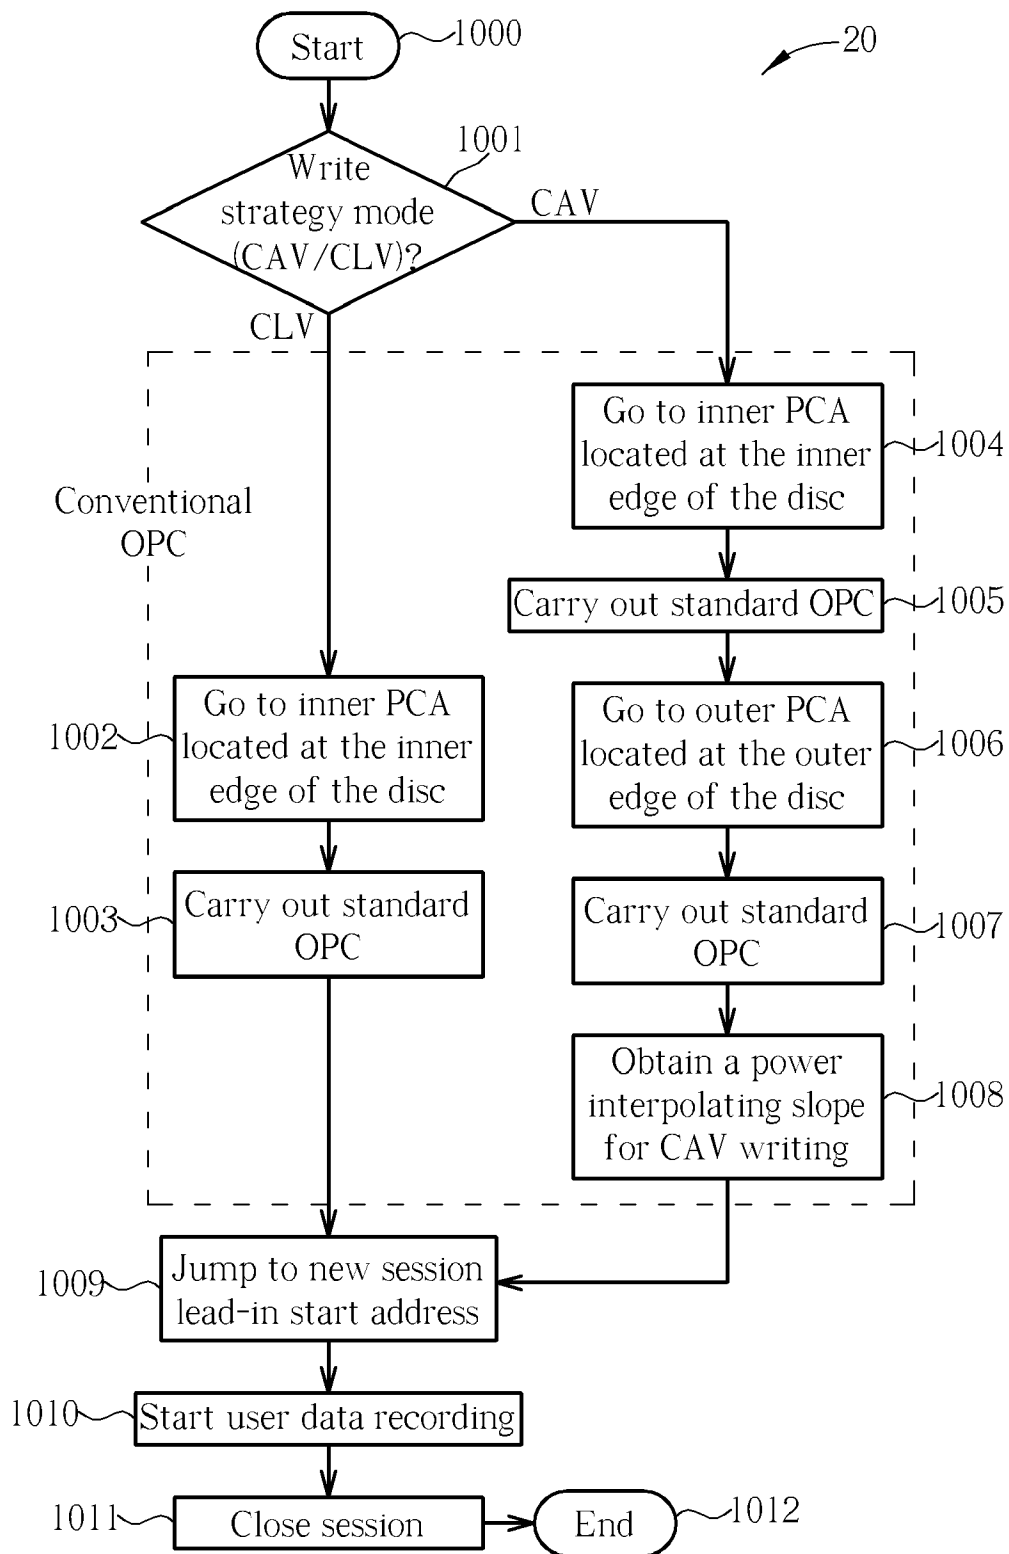 Start
1000
20
Write
strategy mode
(CAV/CLV)?
1001
CAV
CLV
Conventional
OPC
Go to inner PCA
located at the inner
edge of the disc
1004
Carry out standard OPC
1005
Go to outer PCA
located at the outer
edge of the disc
1006
Carry out standard
OPC
1007
Obtain a power
interpolating slope
for CAV writing
1008
1002
Go to inner PCA
located at the inner
edge of the disc
1003
Carry out standard
OPC
1009
Jump to new session
lead-in start address
1010
Start user data recording
1011
Close session
End
1012